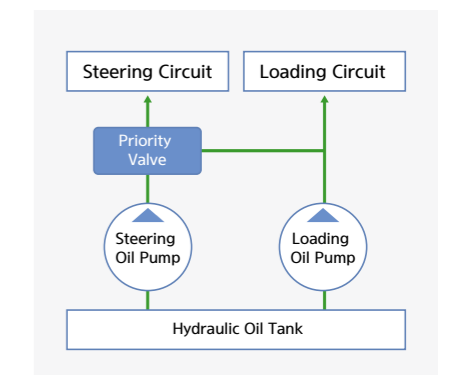 Steering Circuit
Loading Circuit
Priority
Valve
Steering
Oil Pump
Loading
Oil Pump
Hydraulic Oil Tank